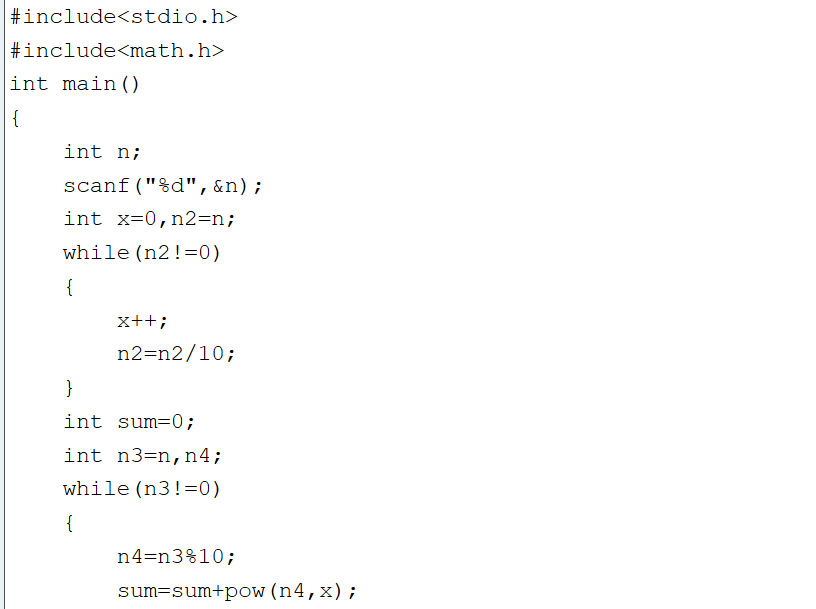 #include<stdio.h>
#include<math.h>
int main()
{
    int n;
    scanf("%d",&n);
    int x=0,n2=n;
    while(n2!=0)
    {
        x++;
        n2=n2/10;
    }
    int sum=0;
    int n3=n,n4;
    while(n3!=0)
    {
        n4=n3%10;
        sum=sum+pow(n4,x);